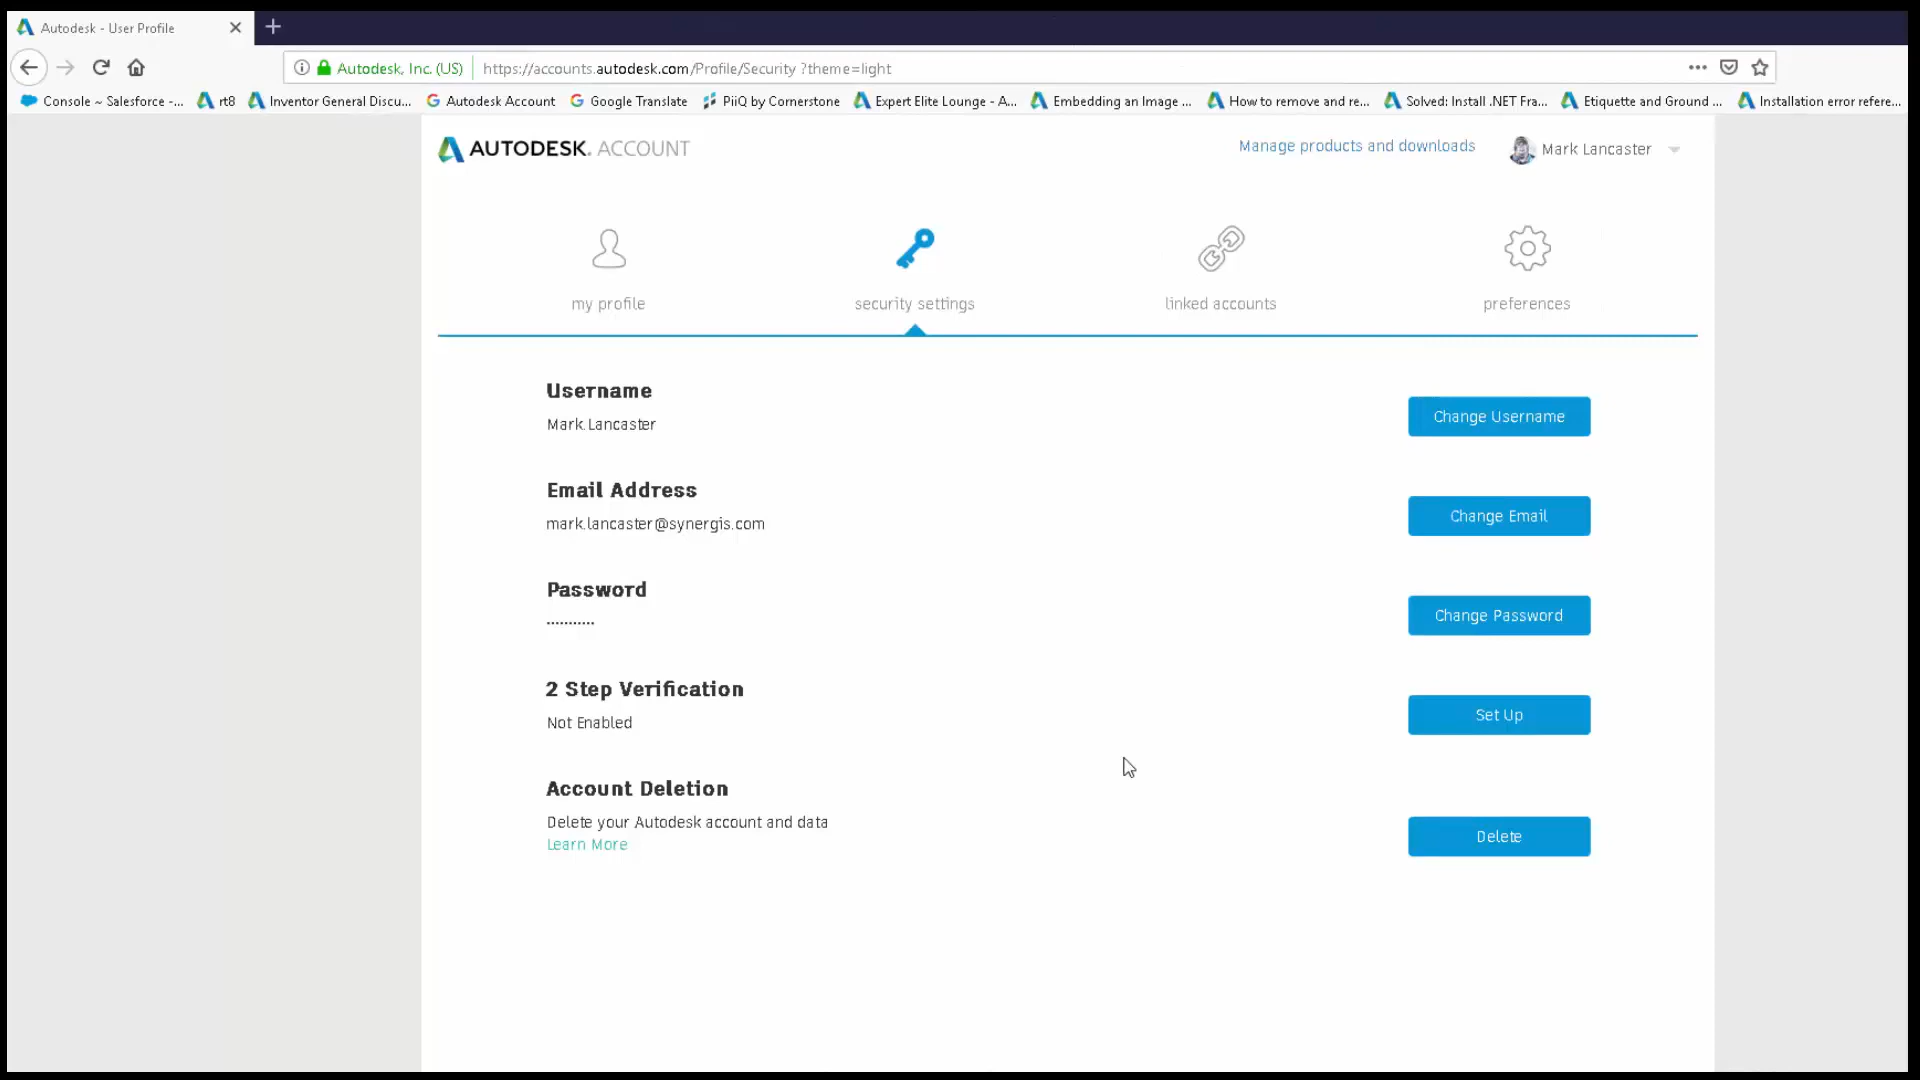 Autodesk - User Profile
Autodesk, Inc. (US) https://accounts.autodesk.com/Profile/Security ?theme=light
Console ~ Salesforce -... rt8 Inventor General Discu... Autodesk Account Google Translate PiiQ by Cornerstone Expert Elite Lounge - A... Embedding an Image ... How to remove and re... Solved: Install .NET Fra... Etiquette and Ground ... Installation error refere...
AUTODESK. ACCOUNT Manage products and downloads Mark Lancaster
my profile security settings linked accounts preferences
Username
Mark.Lancaster
Change Username
Email Address
mark.lancaster@synergis.com
Change Email
Password
...........
Change Password
2 Step Verification
Not Enabled
Set Up
Account Deletion
Delete your Autodesk account and data
Learn More
Delete